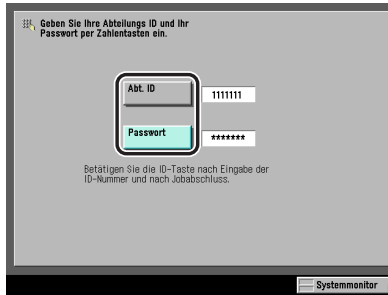 Geben Sie Ihre Abteilungs ID und Ihr
Passwort per Zahlentasten ein.
Abt. ID
1111111
Passwort
*******
Betätigen Sie die ID-Taste nach Eingabe der
ID-Nummer und nach Jobabschluss.
Systemmonitor